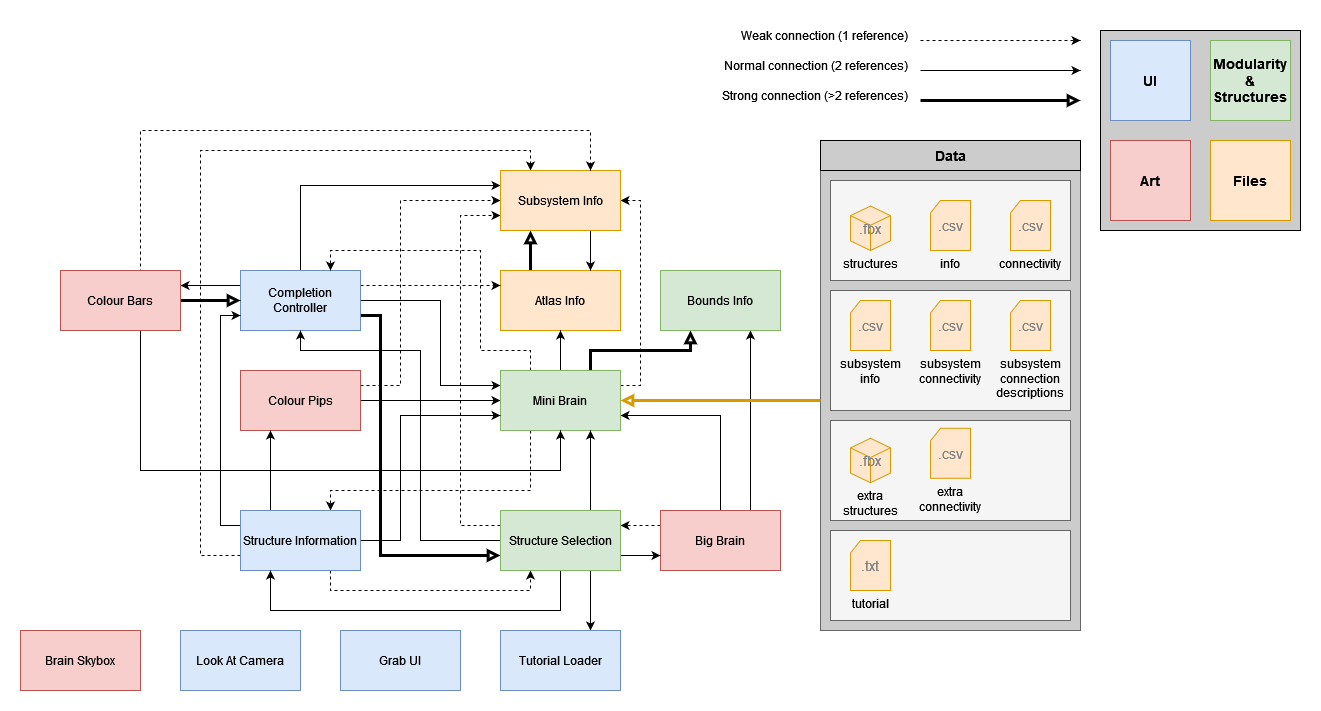 Weak connection (1 reference)
Normal connection (2 references)
Strong connection (>2 references)
UI
Modularity
&
Structures
Art
Files
Data
.fbx
structures
.csv
info
.csv
connectivity
.csv
subsystem
info
.csv
subsystem
connectivity
.csv
subsystem
connection
descriptions
.fbx
extra
structures
.csv
extra
connectivity
.txt
tutorial
Subsystem Info
Colour Bars
Completion
Controller
Atlas Info
Bounds Info
Colour Pips
Mini Brain
Structure Information
Structure Selection
Big Brain
Brain Skybox
Look At Camera
Grab UI
Tutorial Loader